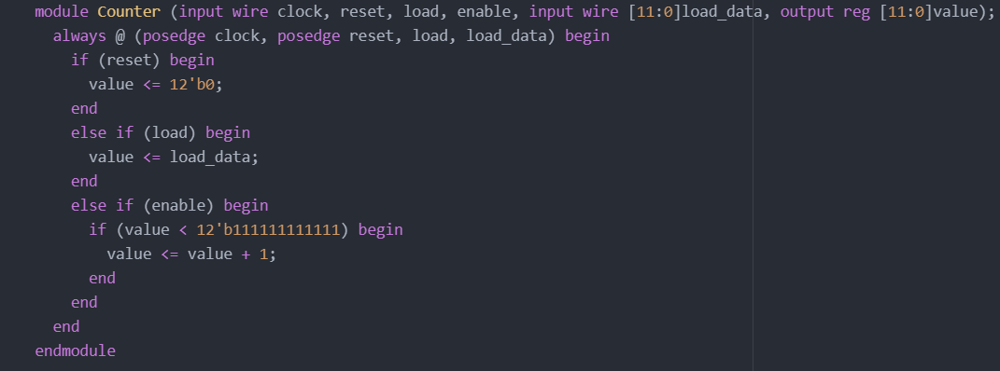 module Counter (input wire clock, reset, load, enable, input wire [11:0]load_data, output reg [11:0]value);
  always @ (posedge clock, posedge reset, load, load_data) begin
    if (reset) begin
      value <= 12'b0;
    end
    else if (load) begin
      value <= load_data;
    end
    else if (enable) begin
      if (value < 12'b111111111111) begin
        value <= value + 1;
      end
    end
  end
endmodule